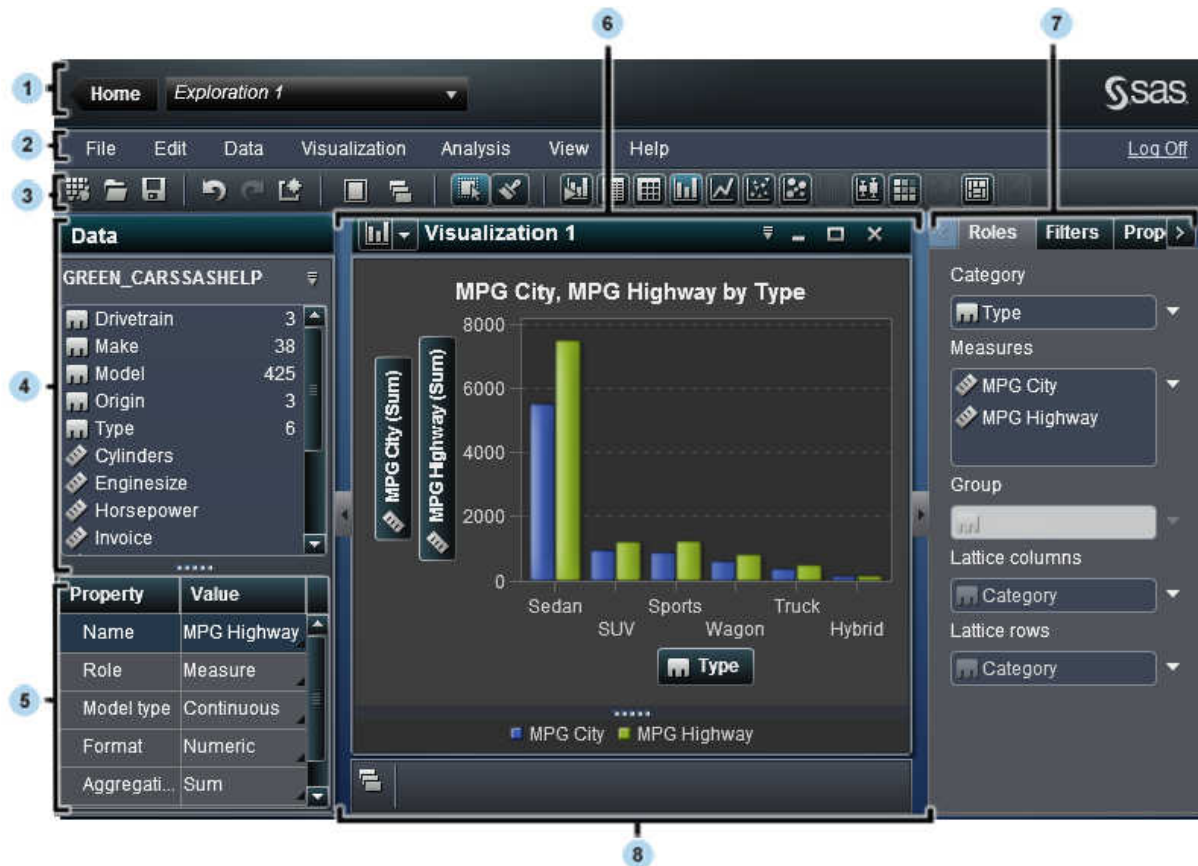 6
7
1
Home
Exploration 1
sas
2
File Edit Data Visualization Analysis View Help
Log Off
3
4
Data
GREEN_CARSSASHELP
Drivetrain 3
Make 38
Model 425
Origin 3
Type 6
Cylinders
Enginesize
Horsepower
Invoice
5
Property Value
Name MPG Highway
Role Measure
Model type Continuous
Format Numeric
Aggregati... Sum
Visualization 1
MPG City, MPG Highway by Type
MPG City (Sum)
MPG Highway (Sum)
8000
6000
4000
2000
0
Sedan
SUV
Sports
Wagon
Truck
Hybrid
Type
MPG City MPG Highway
Roles Filters Prop
Category
Type
Measures
MPG City
MPG Highway
Group
Lattice columns
Category
Lattice rows
Category
8